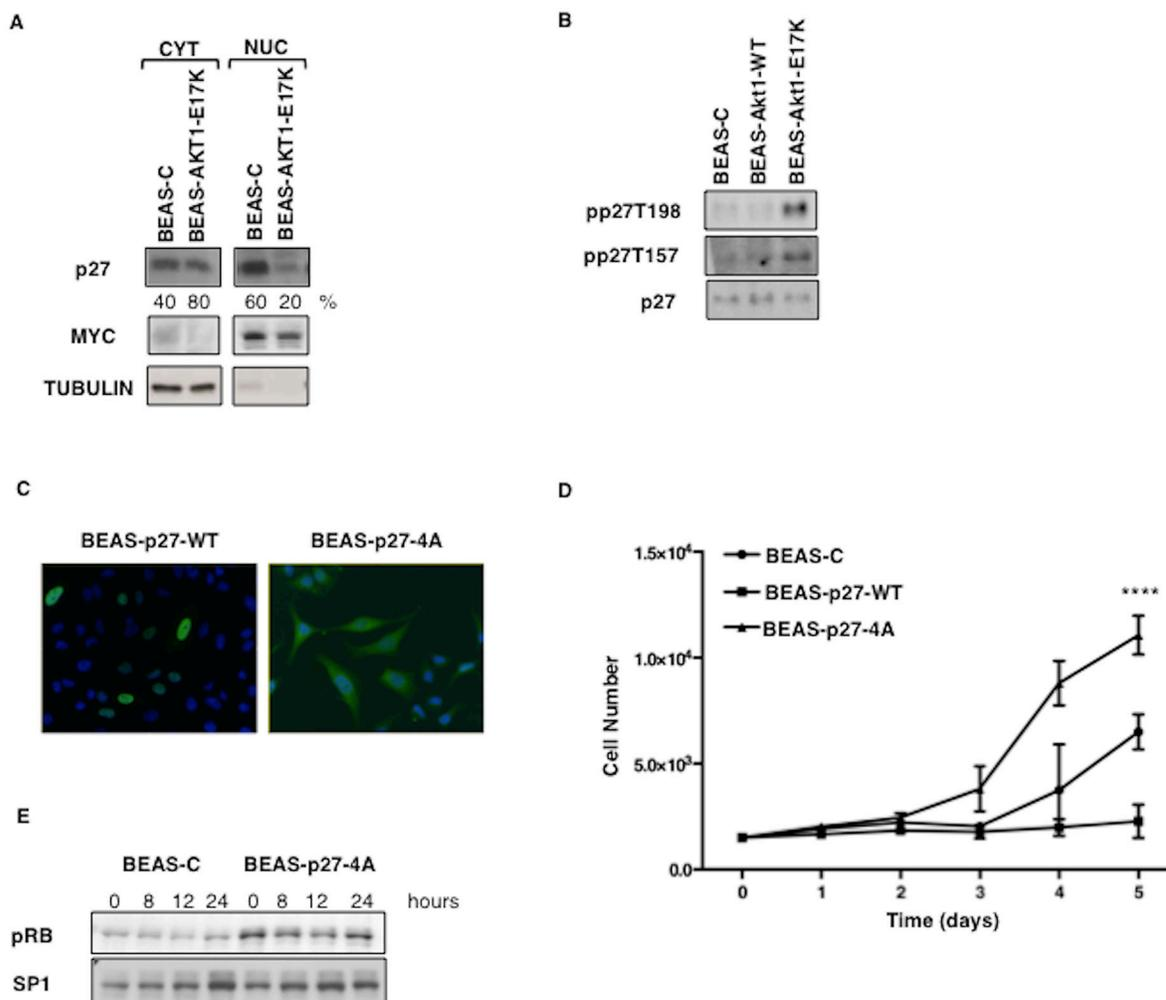 A
CYT NUC
BEAS-C
BEAS-AKT1-E17K
BEAS-C
BEAS-AKT1-E17K
p27
40 80 60 20 %
MYC
TUBULIN
B
BEAS-C
BEAS-Akt1-WT
BEAS-Akt1-E17K
pp27T198
pp27T157
p27
C
BEAS-p27-WT BEAS-p27-4A
D
BEAS-C
BEAS-p27-WT
BEAS-p27-4A
****
1.5×10⁴
1.0×10⁴
5.0×10³
0.0
Cell Number
0 1 2 3 4 5
Time (days)
E
BEAS-C BEAS-p27-4A
0 8 12 24 0 8 12 24 hours
pRB
SP1